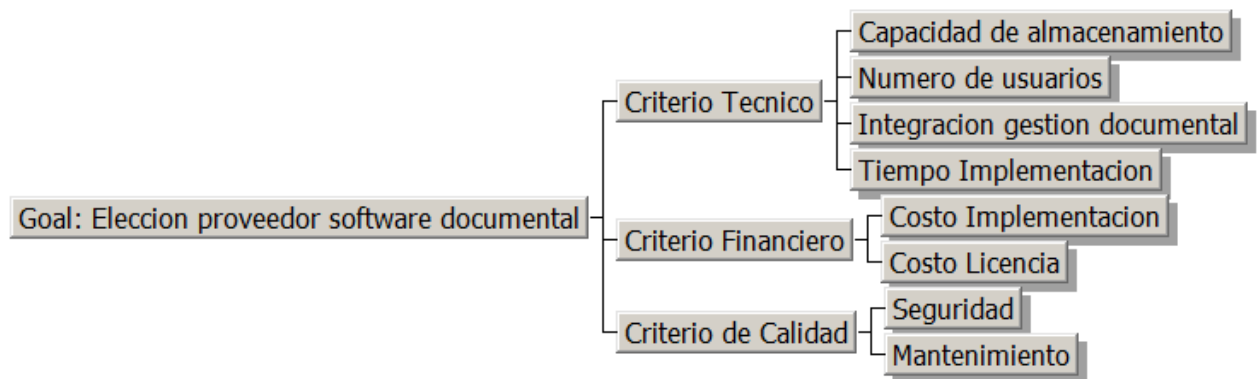 Goal: Eleccion proveedor software documental
Criterio Tecnico
Capacidad de almacenamiento
Numero de usuarios
Integracion gestion documental
Tiempo Implementacion
Criterio Financiero
Costo Implementacion
Costo Licencia
Criterio de Calidad
Seguridad
Mantenimiento